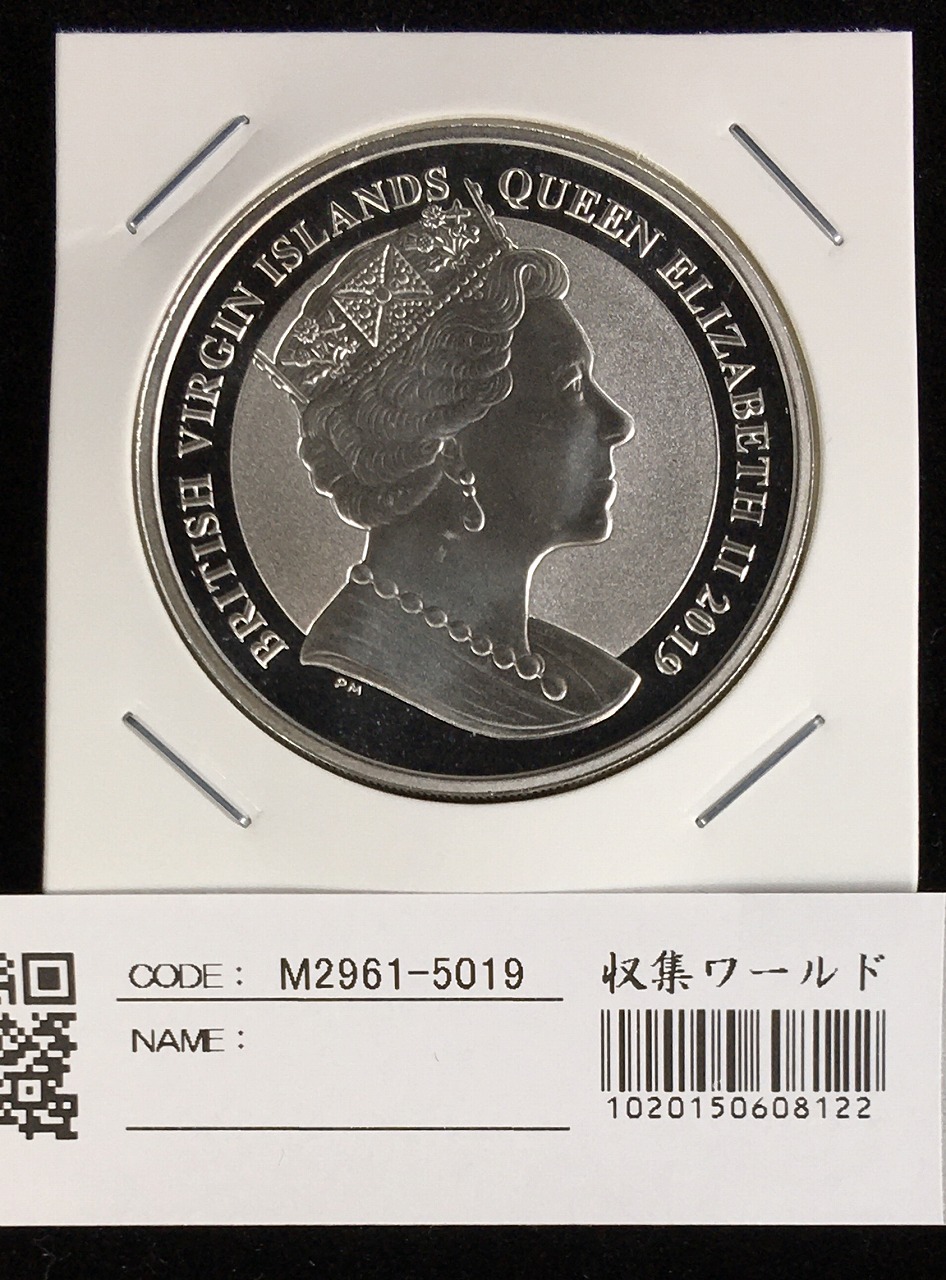 BRITISH VIRGIN ISLANDS QUEEN ELIZABETH II 2019
PM
CODE: M2961-5019
収集ワールド
NAME:
1020150608122